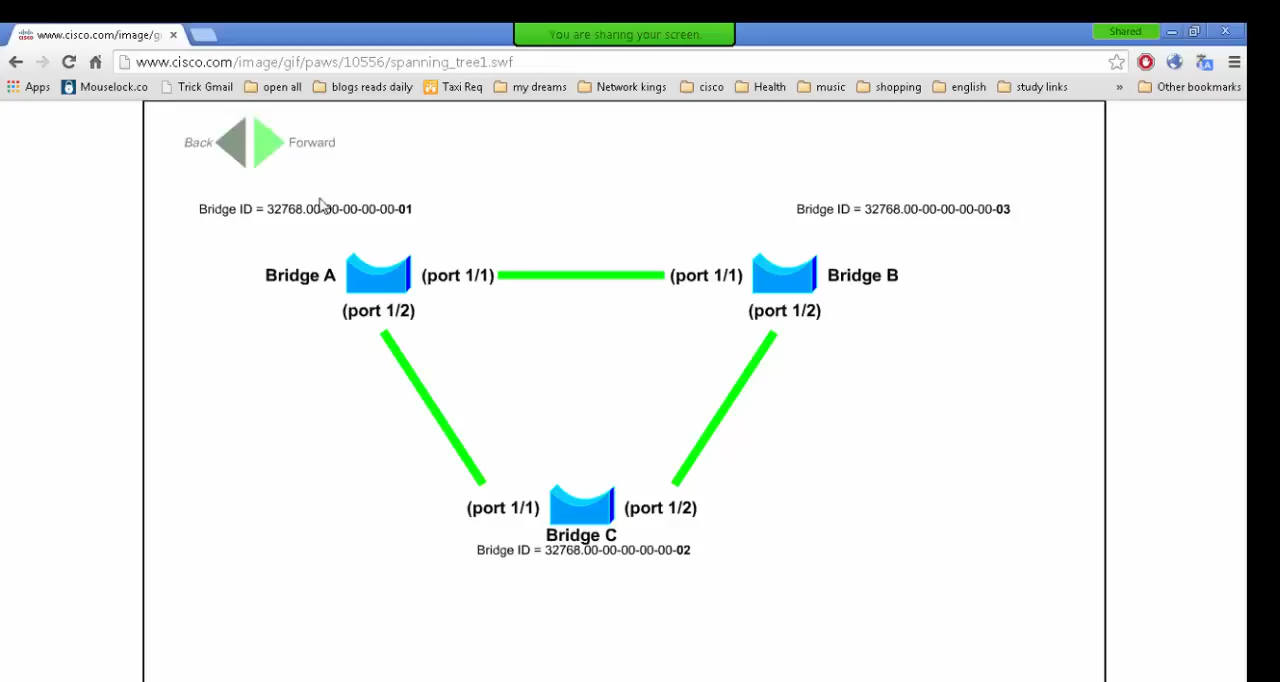 www.cisco.com/image/g
You are sharing your screen.
Shared
www.cisco.com/image/gif/paws/10556/spanning_tree1.swf
Apps Mouselock.co Trick Gmail open all blogs reads daily Taxi Req my dreams Network kings cisco Health music shopping english study links » Other bookmarks
Back Forward
Bridge ID = 32768.00-00-00-00-00-01
Bridge ID = 32768.00-00-00-00-00-03
Bridge A (port 1/1) (port 1/1) Bridge B
(port 1/2) (port 1/2)
(port 1/1) (port 1/2)
Bridge C
Bridge ID = 32768.00-00-00-00-00-02